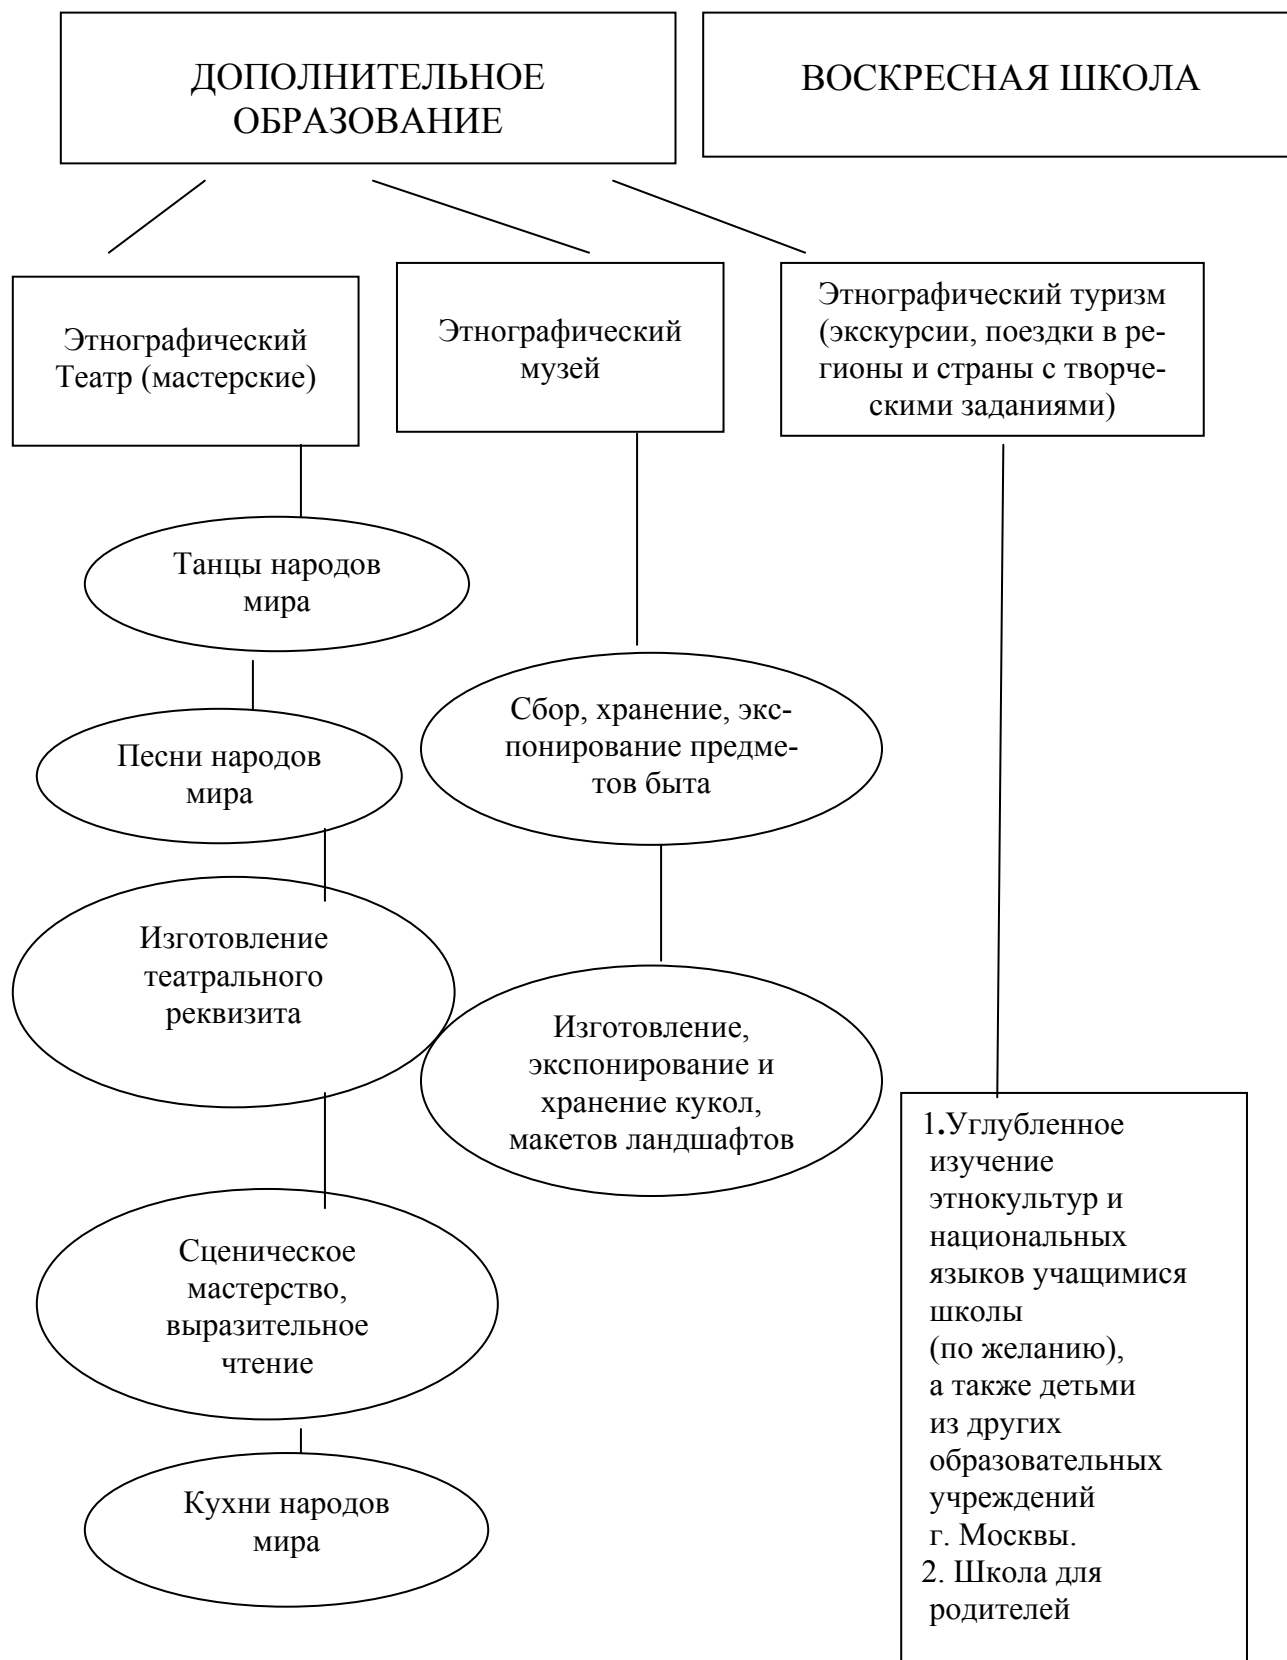 ДОПОЛНИТЕЛЬНОЕ
ОБРАЗОВАНИЕ
ВОСКРЕСНАЯ ШКОЛА
Этнографический
Театр (мастерские)
Этнографический
музей
Этнографический туризм
(экскурсии, поездки в ре-
гионы и страны с творче-
скими заданиями)
Танцы народов
мира
Песни народов
мира
Изготовление
театрального
реквизита
Сценическое
мастерство,
выразительное
чтение
Кухни народов
мира
Сбор, хранение, экс-
понирование предме-
тов быта
Изготовление,
экспонирование и
хранение кукол,
макетов ландшафтов
1.Углубленное
изучение
этнокультур и
национальных
языков учащимися
школы
(по желанию),
а также детьми
из других
образовательных
учреждений
г. Москвы.
2. Школа для
родителей